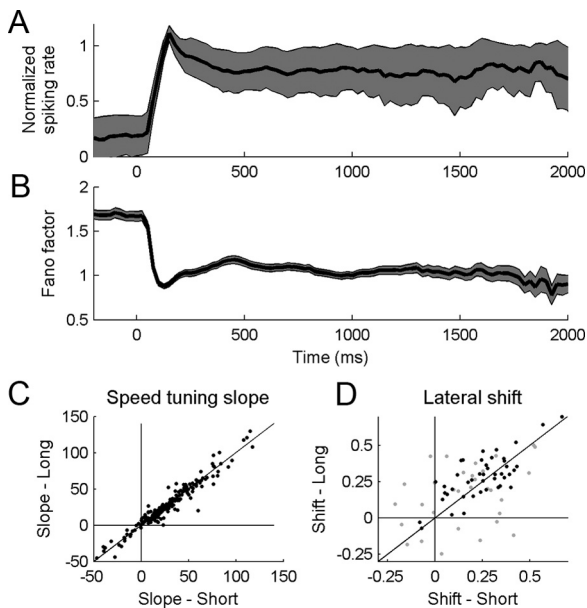 A
Normalized
spiking rate
1
0.5
0
0
500
1000
1500
2000
B
Fano factor
2
1.5
1
0.5
0
500
1000
1500
2000
Time (ms)
C
Speed tuning slope
Slope - Long
150
100
50
0
-50
-50
0
50
100
150
Slope - Short
D
Lateral shift
Shift - Long
0.5
0.25
0
-0.25
-0.25
0
0.25
0.5
Shift - Short